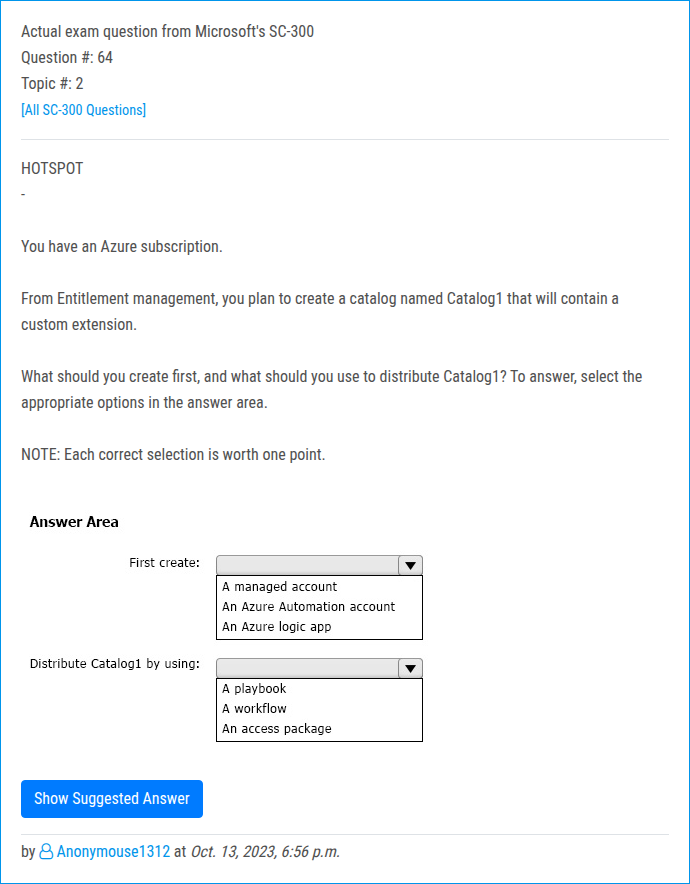 Actual exam question from Microsoft's SC-300
Question #: 64
Topic #: 2
[All SC-300 Questions]
HOTSPOT
-
You have an Azure subscription.
From Entitlement management, you plan to create a catalog named Catalog1 that will contain a
custom extension.
What should you create first, and what should you use to distribute Catalog1? To answer, select the
appropriate options in the answer area.
NOTE: Each correct selection is worth one point.
Answer Area
First create:
A managed account
An Azure Automation account
An Azure logic app
Distribute Catalog1 by using:
A playbook
A workflow
An access package
Show Suggested Answer
by Anonymouse1312 at Oct. 13, 2023, 6:56 p.m.